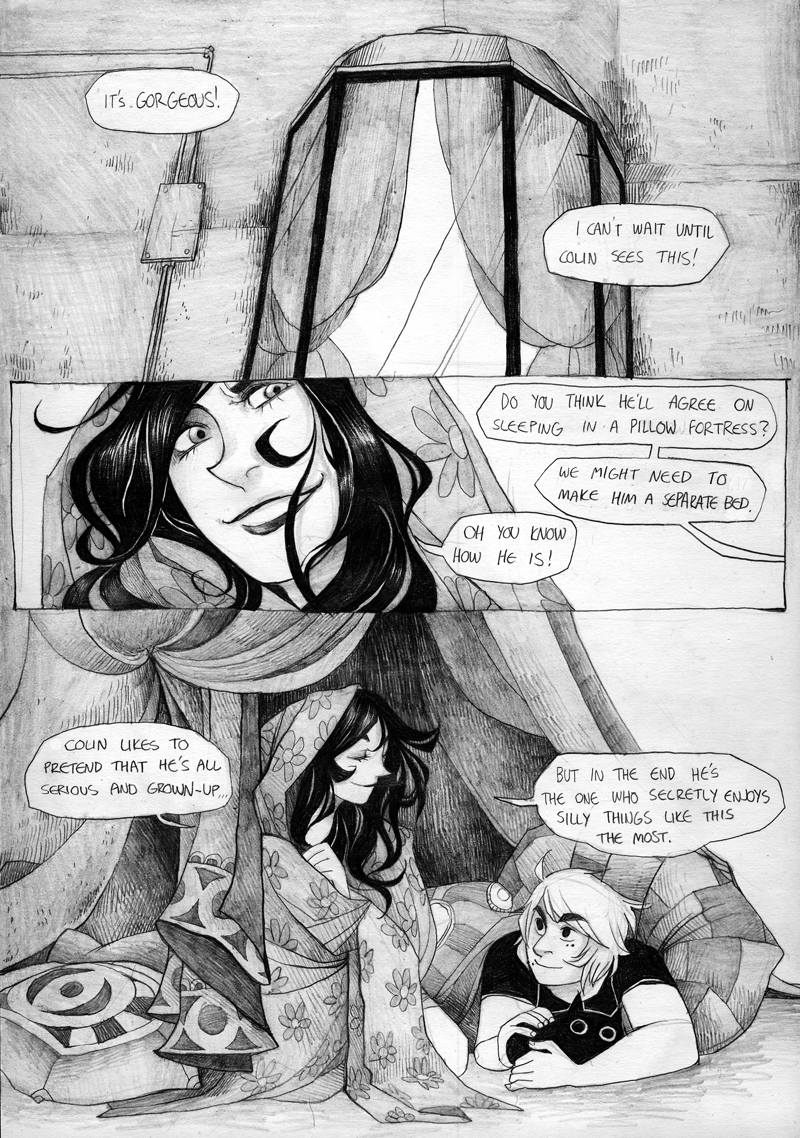 IT'S GORGEOUS!
I CAN'T WAIT UNTIL
COLIN SEES THIS!
DO YOU THINK HE'LL AGREE ON
SLEEPING IN A PILLOW FORTRESS?
WE MIGHT NEED TO
MAKE HIM A SEPARATE BED.
OH YOU KNOW
HOW HE IS!
COLIN LIKES TO
PRETEND THAT HE'S ALL
SERIOUS AND GROWN-UP...
BUT IN THE END HE'S
THE ONE WHO SECRETLY ENJOYS
SILLY THINGS LIKE THIS
THE MOST.